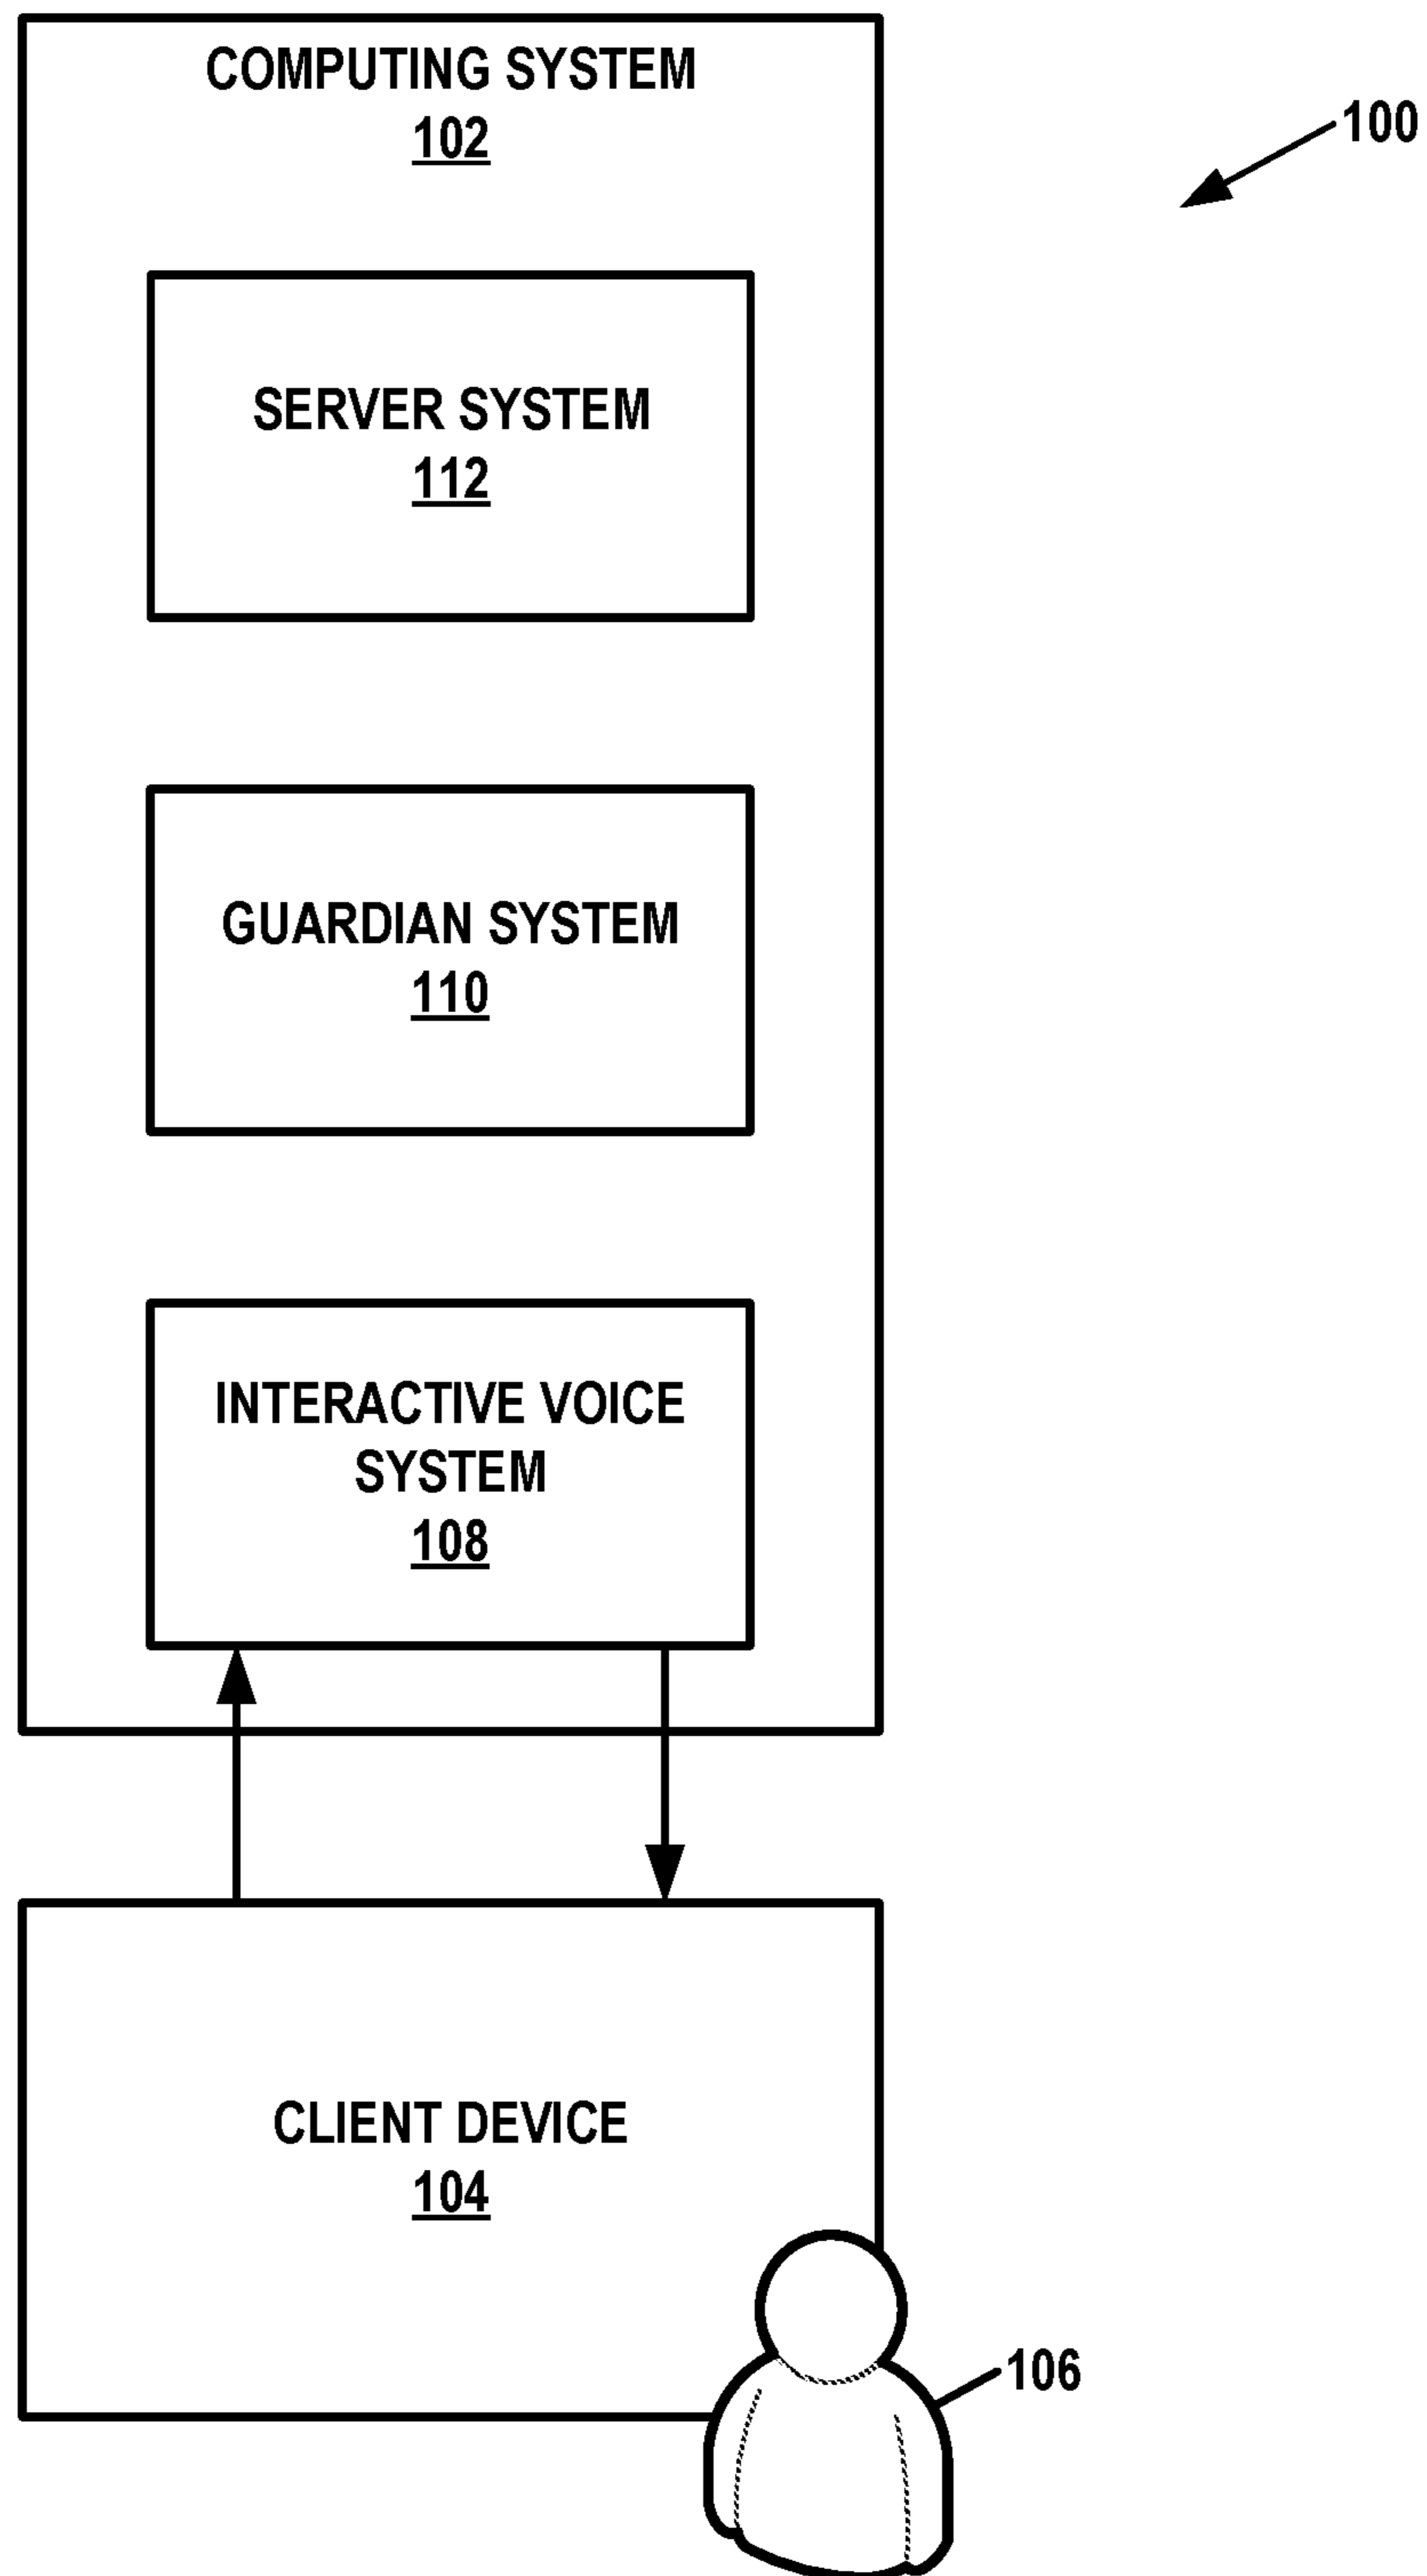 COMPUTING SYSTEM
102
100
SERVER SYSTEM
112
GUARDIAN SYSTEM
110
INTERACTIVE VOICE
SYSTEM
108
CLIENT DEVICE
104
106